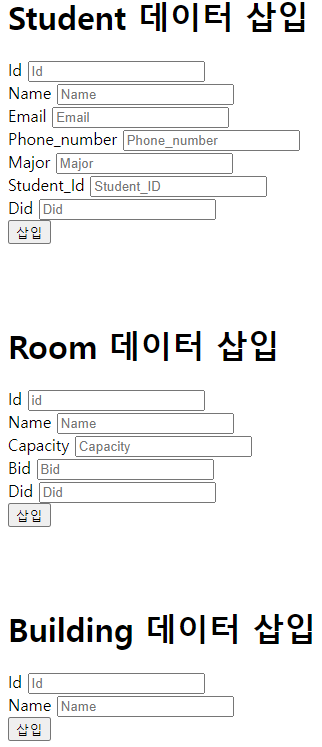 Student 데이터 삽입
Id Id
Name Name
Email Email
Phone_number Phone_number
Major Major
Student_Id Student_ID
Did Did
삽입
Room 데이터 삽입
Id id
Name Name
Capacity Capacity
Bid Bid
Did Did
삽입
Building 데이터 삽입
Id Id
Name Name
삽입